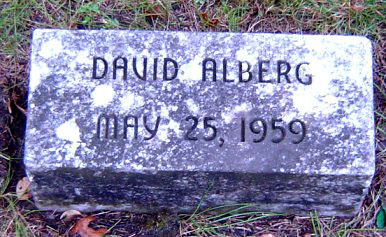 DAVID ALBERG
MAY 25, 1959